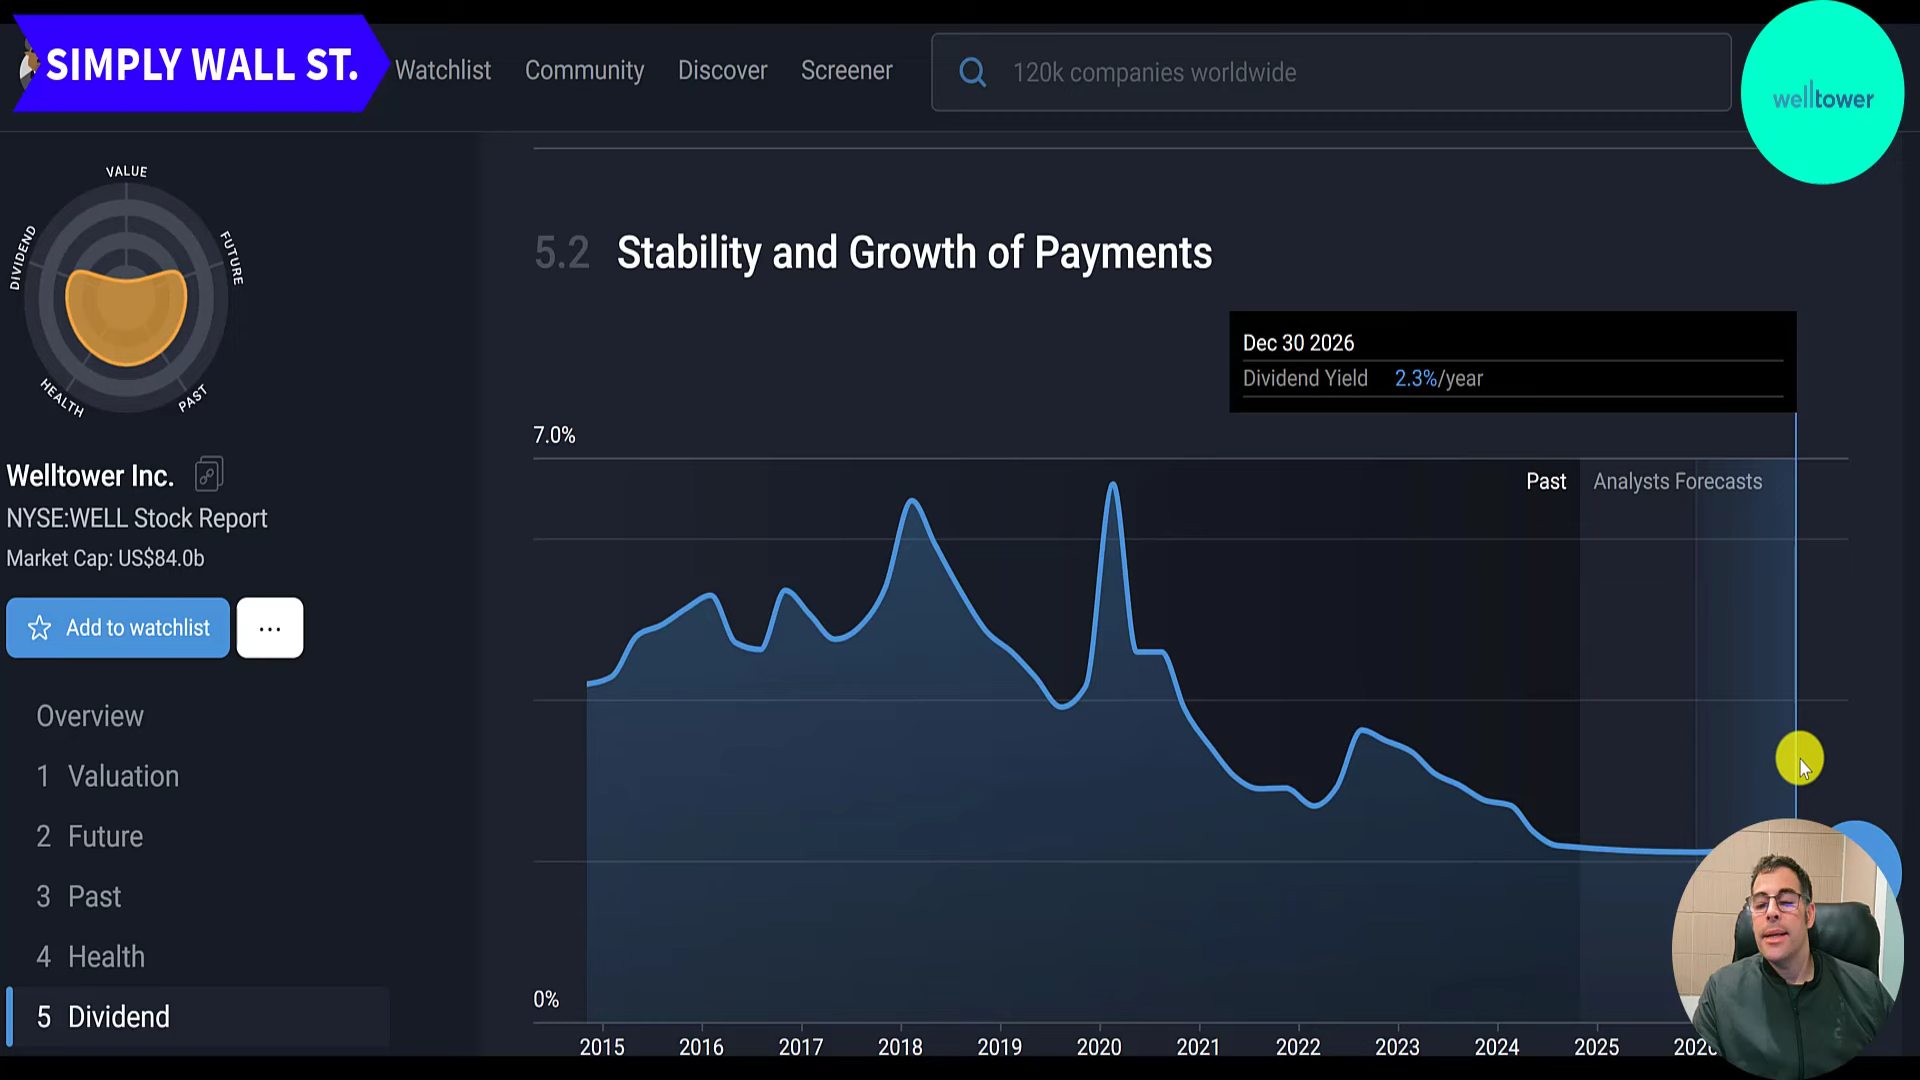 SIMPLY WALL ST.
Watchlist
Community
Discover
Screener
120k companies worldwide
welltower
VALUE
FUTURE
PAST
HEALTH
DIVIDEND
Welltower Inc.
NYSE:WELL Stock Report
Market Cap: US$84.0b
Add to watchlist
...
Overview
1 Valuation
2 Future
3 Past
4 Health
5 Dividend
5.2 Stability and Growth of Payments
Dec 30 2026
Dividend Yield 2.3%/year
7.0%
Past
Analysts Forecasts
0%
2015 2016 2017 2018 2019 2020 2021 2022 2023 2024 2025